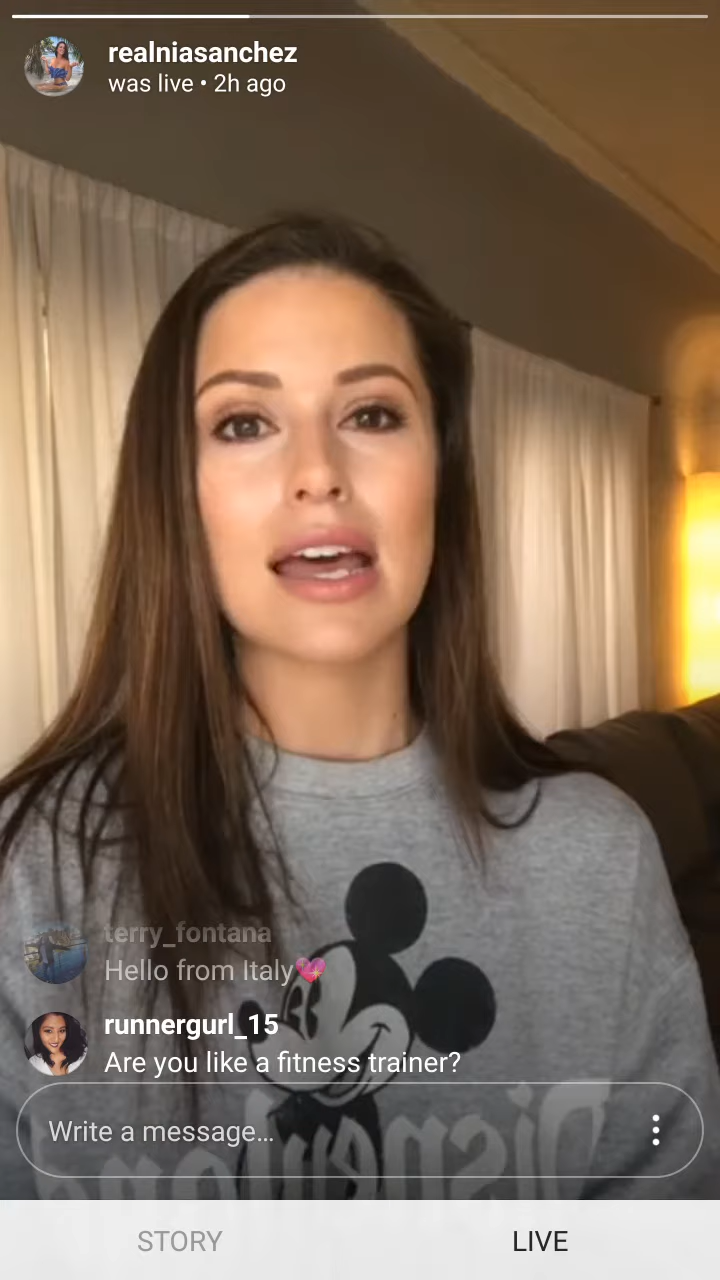 realniasanchez
was live • 2h ago
terry_fontana
Hello from Italy💖
runnergurl_15
Are you like a fitness trainer?
Write a message…
Disneyland
STORY
LIVE